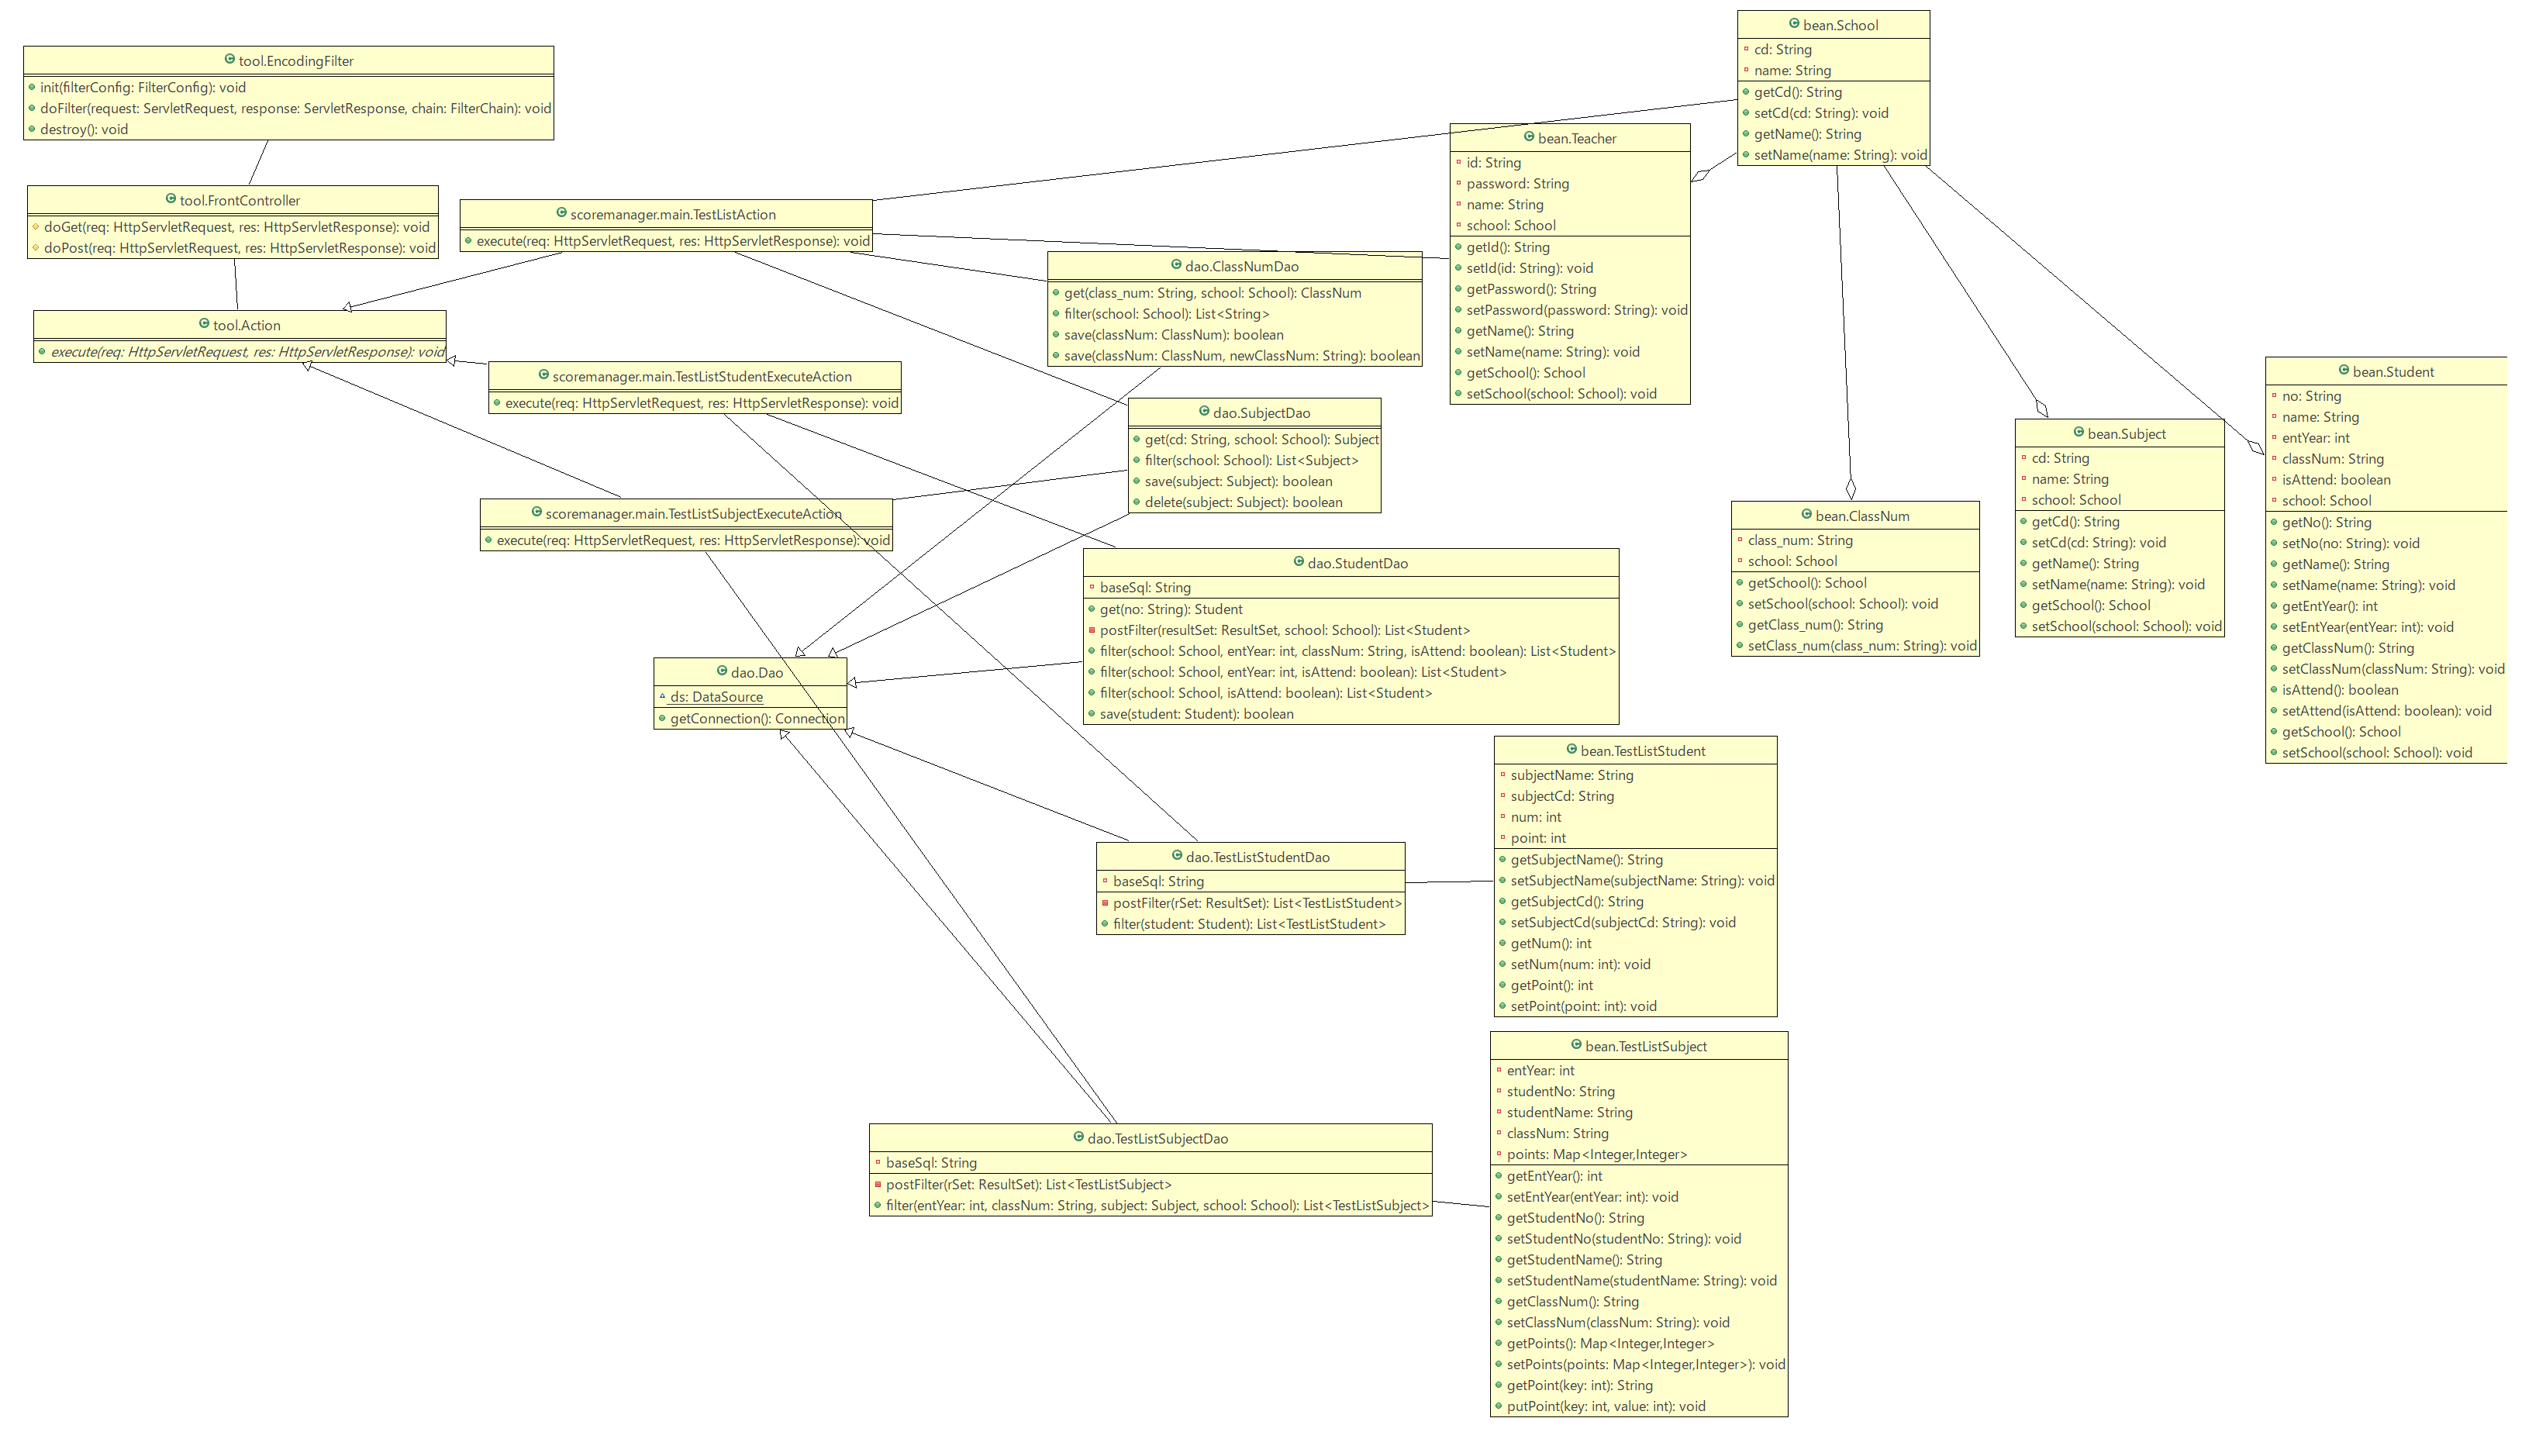 tool.EncodingFilter
init(filterConfig: FilterConfig): void
doFilter(request: ServletRequest, response: ServletResponse, chain: FilterChain): void
destroy(): void
tool.FrontController
doGet(req: HttpServletRequest, res: HttpServletResponse): void
doPost(req: HttpServletRequest, res: HttpServletResponse): void
tool.Action
execute(req: HttpServletRequest, res: HttpServletResponse): void
scoremanager.main.TestListAction
execute(req: HttpServletRequest, res: HttpServletResponse): void
scoremanager.main.TestListStudentExecuteAction
execute(req: HttpServletRequest, res: HttpServletResponse): void
scoremanager.main.TestListSubjectExecuteAction
execute(req: HttpServletRequest, res: HttpServletResponse): void
dao.Dao
ds: DataSource
getConnection(): Connection
dao.ClassNumDao
get(class_num: String, school: School): ClassNum
filter(school: School): List<String>
save(classNum: ClassNum): boolean
save(classNum: ClassNum, newClassNum: String): boolean
dao.SubjectDao
get(cd: String, school: School): Subject
filter(school: School): List<Subject>
save(subject: Subject): boolean
delete(subject: Subject): boolean
dao.StudentDao
baseSql: String
get(no: String): Student
postFilter(resultSet: ResultSet, school: School): List<Student>
filter(school: School, entYear: int, classNum: String, isAttend: boolean): List<Student>
filter(school: School, entYear: int, isAttend: boolean): List<Student>
filter(school: School, isAttend: boolean): List<Student>
save(student: Student): boolean
dao.TestListStudentDao
baseSql: String
postFilter(rSet: ResultSet): List<TestListStudent>
filter(student: Student): List<TestListStudent>
dao.TestListSubjectDao
baseSql: String
postFilter(rSet: ResultSet): List<TestListSubject>
filter(entYear: int, classNum: String, subject: Subject, school: School): List<TestListSubject>
bean.School
cd: String
name: String
getCd(): String
setCd(cd: String): void
getName(): String
setName(name: String): void
bean.Teacher
id: String
password: String
name: String
school: School
getId(): String
setId(id: String): void
getPassword(): String
setPassword(password: String): void
getName(): String
setName(name: String): void
getSchool(): School
setSchool(school: School): void
bean.ClassNum
class_num: String
school: School
getSchool(): School
setSchool(school: School): void
getClass_num(): String
setClass_num(class_num: String): void
bean.Subject
cd: String
name: String
school: School
getCd(): String
setCd(cd: String): void
getName(): String
setName(name: String): void
getSchool(): School
setSchool(school: School): void
bean.Student
no: String
name: String
entYear: int
classNum: String
isAttend: boolean
school: School
getNo(): String
setNo(no: String): void
getName(): String
setName(name: String): void
getEntYear(): int
setEntYear(entYear: int): void
getClassNum(): String
setClassNum(classNum: String): void
isAttend(): boolean
setAttend(isAttend: boolean): void
getSchool(): School
setSchool(school: School): void
bean.TestListStudent
subjectName: String
subjectCd: String
num: int
point: int
getSubjectName(): String
setSubjectName(subjectName: String): void
getSubjectCd(): String
setSubjectCd(subjectCd: String): void
getNum(): int
setNum(num: int): void
getPoint(): int
setPoint(point: int): void
bean.TestListSubject
entYear: int
studentNo: String
studentName: String
classNum: String
points: Map<Integer,Integer>
getEntYear(): int
setEntYear(entYear: int): void
getStudentNo(): String
setStudentNo(studentNo: String): void
getStudentName(): String
setStudentName(studentName: String): void
getClassNum(): String
setClassNum(classNum: String): void
getPoints(): Map<Integer,Integer>
setPoints(points: Map<Integer,Integer>): void
getPoint(key: int): String
putPoint(key: int, value: int): void